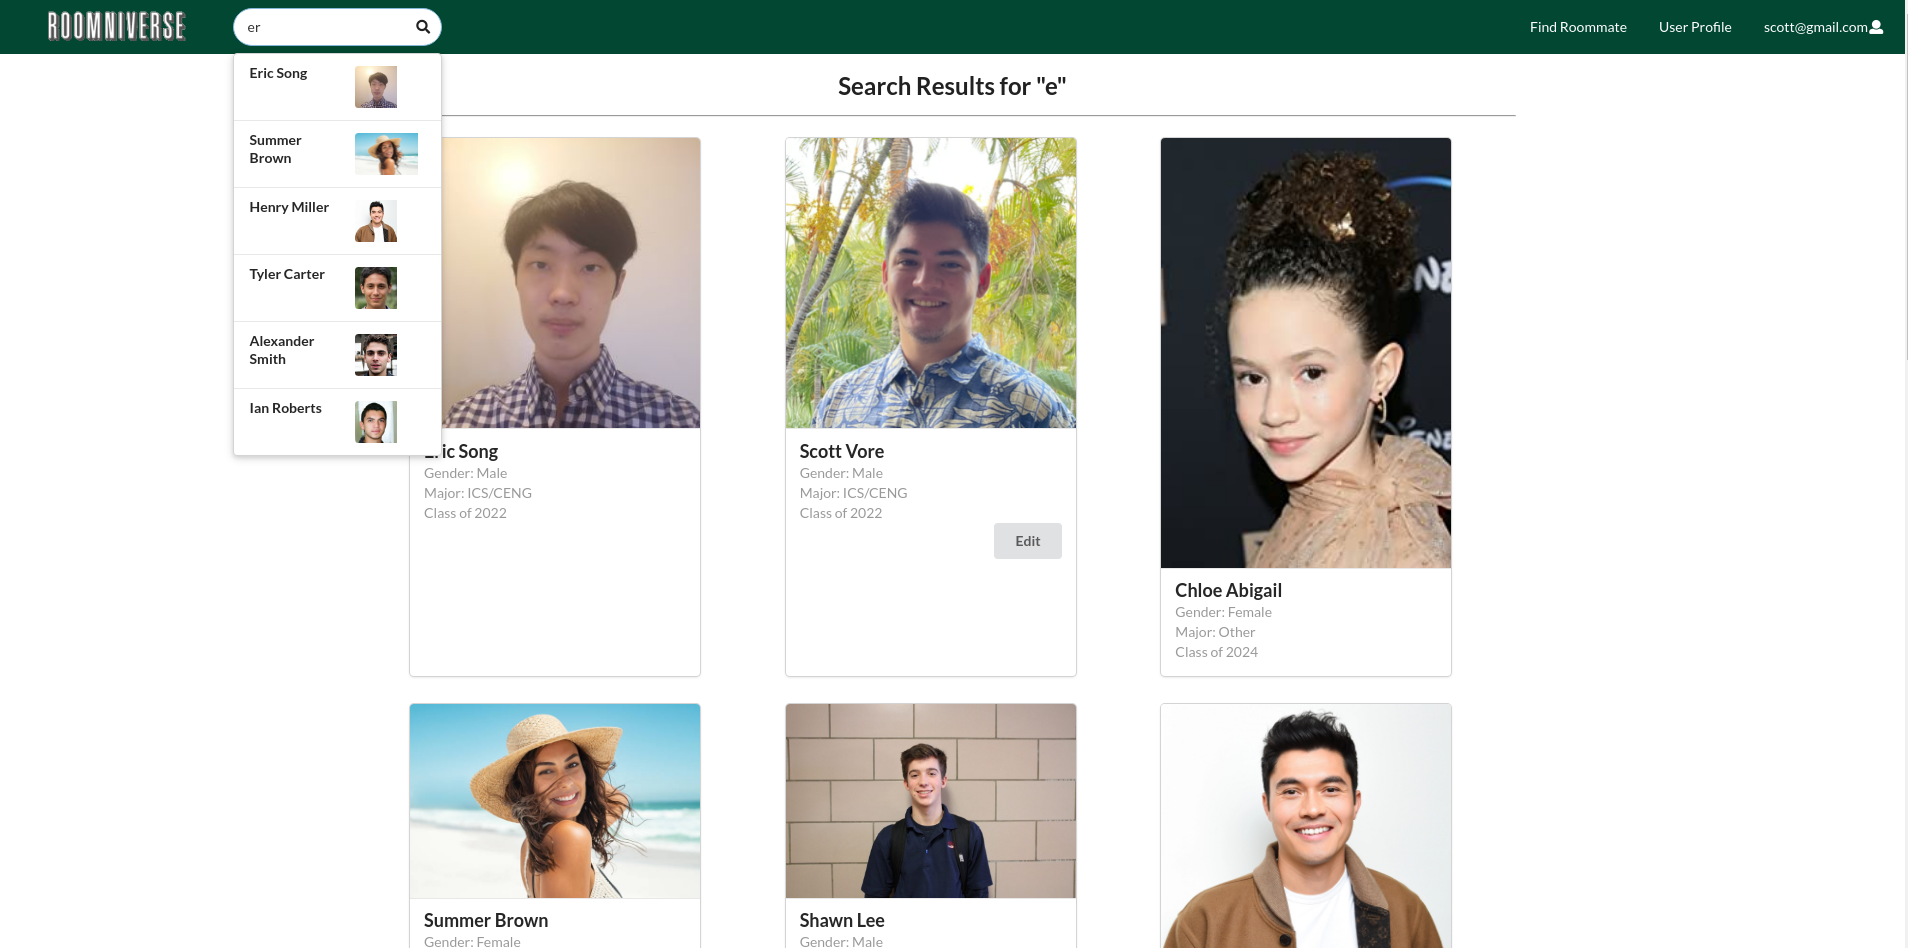 ROOMNIVERSE
er
Find Roommate
User Profile
scott@gmail.com
Eric Song
Summer
Brown
Henry Miller
Tyler Carter
Alexander
Smith
Ian Roberts
Search Results for "e"
Eric Song
Gender: Male
Major: ICS/CENG
Class of 2022
Scott Vore
Gender: Male
Major: ICS/CENG
Class of 2022
Edit
Chloe Abigail
Gender: Female
Major: Other
Class of 2024
Summer Brown
Gender: Female
Shawn Lee
Gender: Male